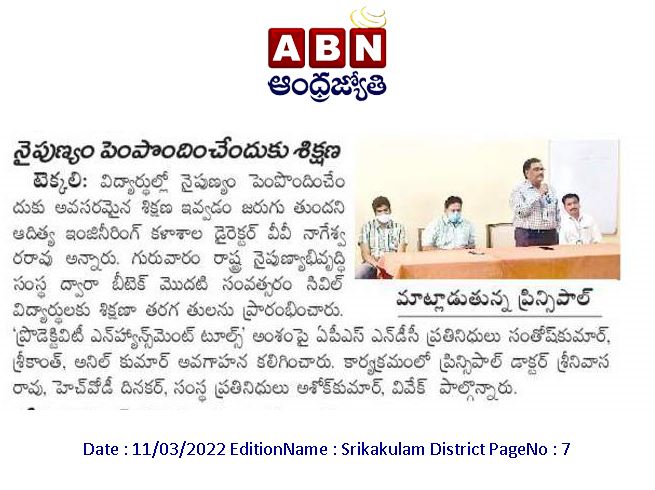 ABN
ఆంధ్రజ్యోతి
నైపుణ్యం పెంపొందించేందుకు శిక్షణ
టెక్కలి: విద్యార్థుల్లో నైపుణ్యం పెంపొందించేం
దుకు అవసరమైన శిక్షణ ఇవ్వడం జరుగు తుందని
ఆదిత్య ఇంజినీరింగ్ కళాశాల డైరెక్టర్ వీవీ నాగేశ్వ
రరావు అన్నారు. గురువారం రాష్ట్ర నైపుణ్యాభివృద్ధి
సంస్థ ద్వారా బీటెక్ మొదటి సంవత్సరం సివిల్
విద్యార్థులకు శిక్షణా తరగ తులను ప్రారంభించారు.
'ప్రొడెక్టివిటీ ఎన్‌హ్యాన్స్‌మెంట్ టూల్స్' అంశంపై ఏపీఎస్ ఎస్‌డీసీ ప్రతినిధులు సంతోష్‌కుమార్,
శ్రీకాంత్, అనిల్ కుమార్ అవగాహన కలిగించారు. కార్యక్రమంలో ప్రిన్సిపాల్ డాక్టర్ శ్రీనివాస
రావు, హెచ్‌వోడీ దినకర్, సంస్థ ప్రతినిధులు అశోక్‌కుమార్, వివేక్ పాల్గొన్నారు.
మాట్లాడుతున్న ప్రిన్సిపాల్
Date : 11/03/2022 EditionName : Srikakulam District PageNo : 7